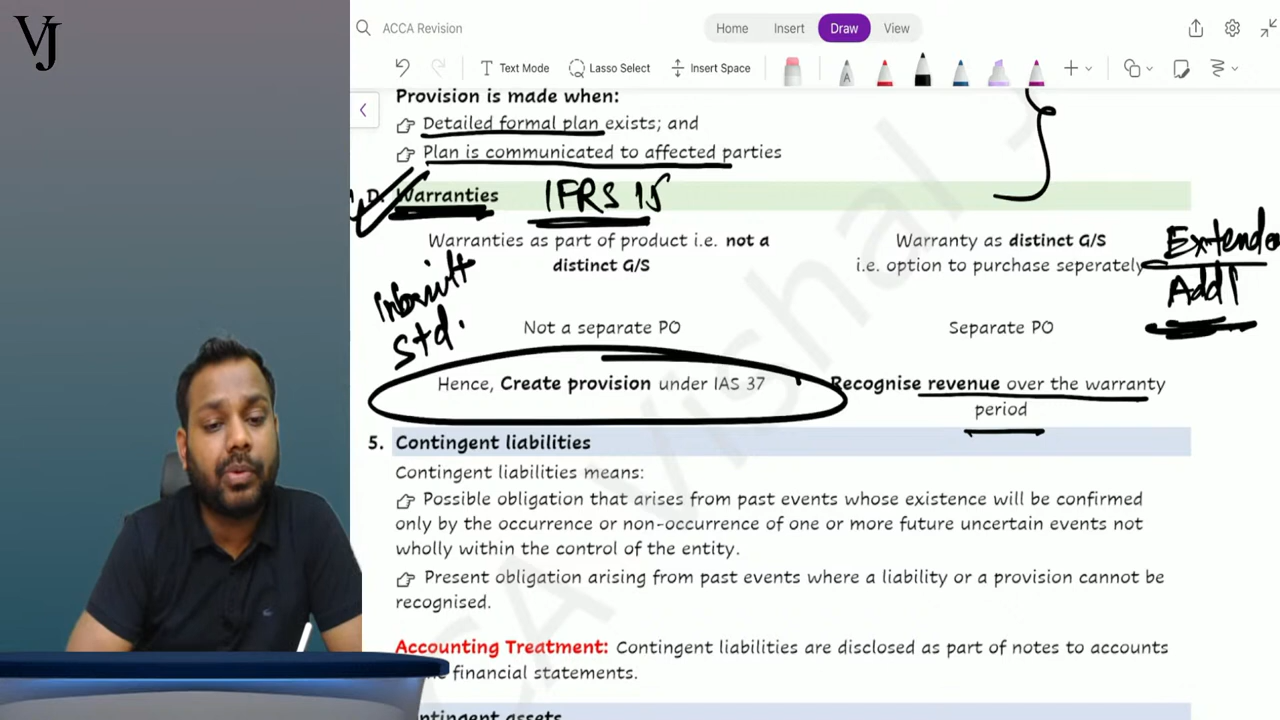 VJ
ACCA Revision
Home Insert Draw View
Text Mode Lasso Select Insert Space
Provision is made when:
Detailed formal plan exists; and
Plan is communicated to affected parties
D. Warranties IFRS 15
Warranties as part of product i.e. not a
distinct G/S
Warranty as distinct G/S
i.e. option to purchase seperately
Extende
Addl
Inbuilt
Std.
Not a separate PO
Separate PO
Hence, Create provision under IAS 37
Recognise revenue over the warranty
period
5. Contingent liabilities
Contingent liabilities means:
Possible obligation that arises from past events whose existence will be confirmed
only by the occurrence or non-occurrence of one or more future uncertain events not
wholly within the control of the entity.
Present obligation arising from past events where a liability or a provision cannot be
recognised.
Accounting Treatment: Contingent liabilities are disclosed as part of notes to accounts
financial statements.
ntingent assets
CA Vishal